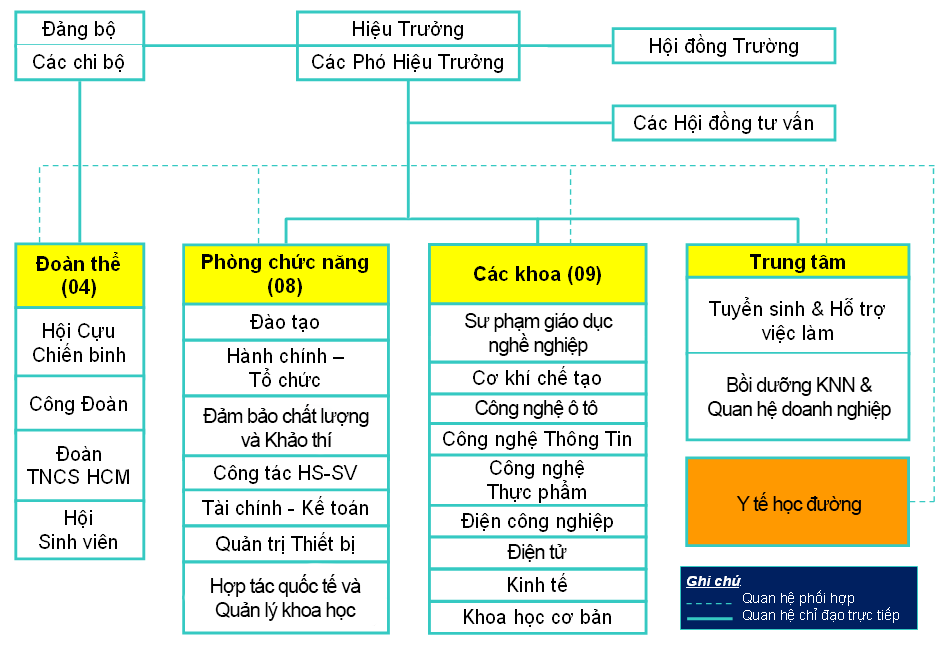 Đảng bộ
Các chi bộ
Hiệu Trưởng
Các Phó Hiệu Trưởng
Hội đồng Trường
Các Hội đồng tư vấn
Đoàn thể
(04)
Hội Cựu
Chiến binh
Công Đoàn
Đoàn
TNCS HCM
Hội
Sinh viên
Phòng chức năng
(08)
Đào tạo
Hành chính –
Tổ chức
Đảm bảo chất lượng
và Khảo thí
Công tác HS-SV
Tài chính - Kế toán
Quản trị Thiết bị
Hợp tác quốc tế và
Quản lý khoa học
Các khoa (09)
Sư phạm giáo dục
nghề nghiệp
Cơ khí chế tạo
Công nghệ ô tô
Công nghệ Thông Tin
Công nghệ
Thực phẩm
Điện công nghiệp
Điện tử
Kinh tế
Khoa học cơ bản
Trung tâm
Tuyển sinh & Hỗ trợ
việc làm
Bồi dưỡng KNN &
Quan hệ doanh nghiệp
Y tế học đường
Ghi chú
Quan hệ phối hợp
Quan hệ chỉ đạo trực tiếp